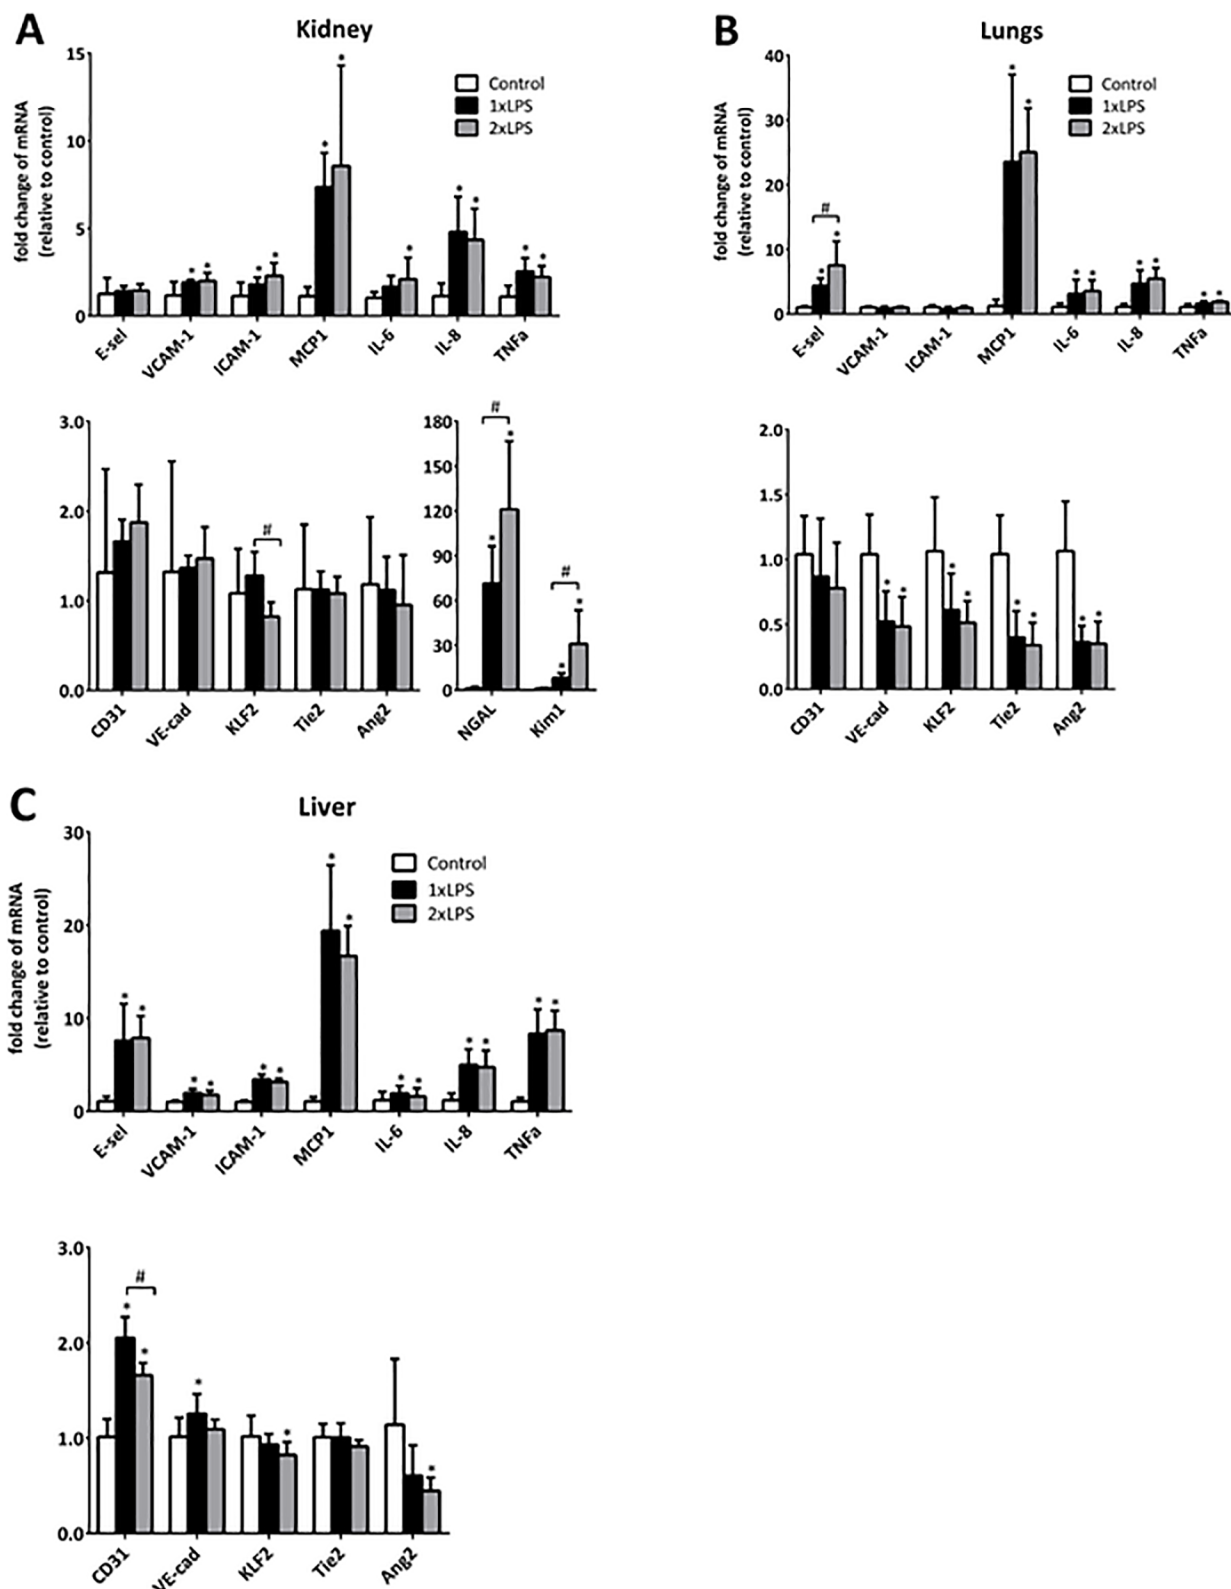 A
Kidney
fold change of mRNA
(relative to control)
15
10
5
0
Control
1xLPS
2xLPS
*
*
* *
* *
*
* *
* *
E-sel
VCAM-1
ICAM-1
MCP1
IL-6
IL-8
TNFa
3.0
2.0
1.0
0.0
#
CD31
VE-cad
KLF2
Tie2
Ang2
180
150
120
90
60
30
0
#
*
*
#
*
*
NGAL
Kim1
B
Lungs
fold change of mRNA
(relative to control)
40
30
20
10
0
Control
1xLPS
2xLPS
#
* *
* *
* *
* *
* *
E-sel
VCAM-1
ICAM-1
MCP1
IL-6
IL-8
TNFa
2.0
1.5
1.0
0.5
0.0
* *
* *
* *
* *
CD31
VE-cad
KLF2
Tie2
Ang2
C
Liver
fold change of mRNA
(relative to control)
30
20
10
0
Control
1xLPS
2xLPS
* *
* *
* *
* *
* *
* *
* *
E-sel
VCAM-1
ICAM-1
MCP1
IL-6
IL-8
TNFa
3.0
2.0
1.0
0.0
#
* *
*
*
*
CD31
VE-cad
KLF2
Tie2
Ang2